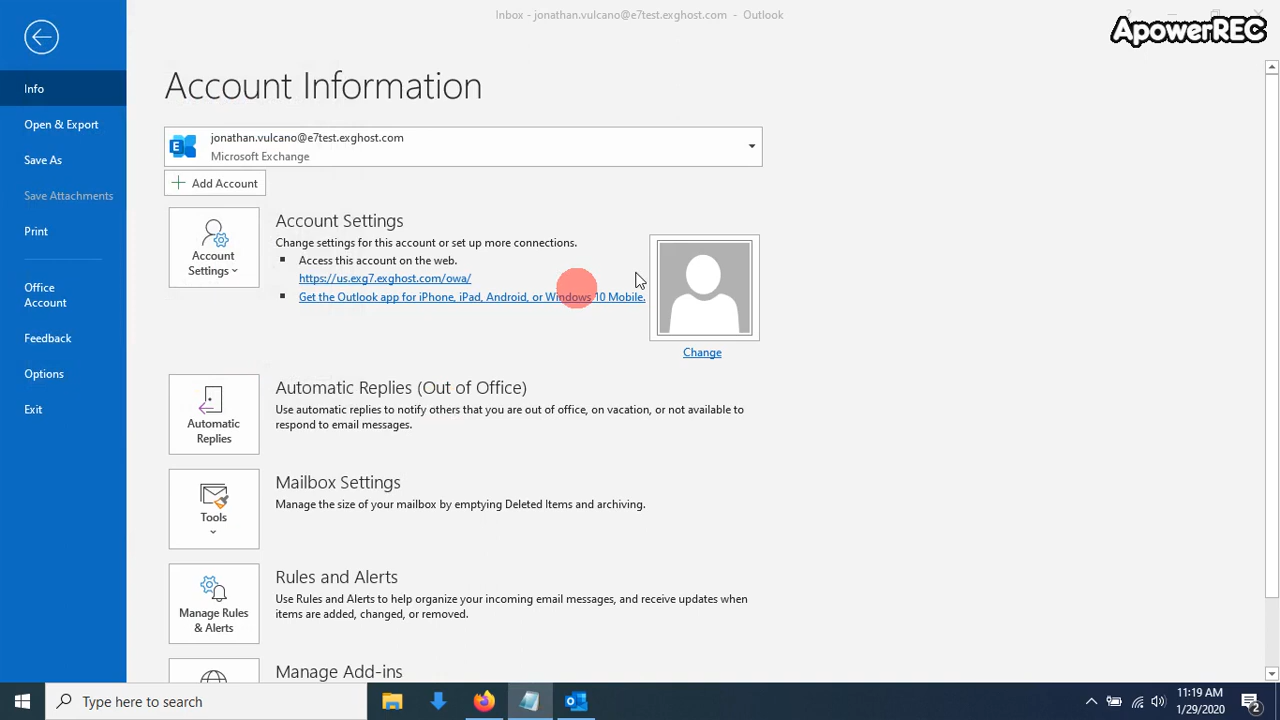 Inbox - jonathan.vulcano@e7test.exghost.com - Outlook
ApowerREC
Account Information
Info
Open & Export
Save As
Save Attachments
Print
Office
Account
Feedback
Options
Exit
jonathan.vulcano@e7test.exghost.com
Microsoft Exchange
Add Account
Account
Settings
Account Settings
Change settings for this account or set up more connections.
Access this account on the web.
https://us.exg7.exghost.com/owa/
Get the Outlook app for iPhone, iPad, Android, or Windows 10 Mobile.
Change
Automatic
Replies
Automatic Replies (Out of Office)
Use automatic replies to notify others that you are out of office, on vacation, or not available to
respond to email messages.
Tools
Mailbox Settings
Manage the size of your mailbox by emptying Deleted Items and archiving.
Manage Rules
& Alerts
Rules and Alerts
Use Rules and Alerts to help organize your incoming email messages, and receive updates when
items are added, changed, or removed.
Manage Add-ins
Type here to search
11:19 AM
1/29/2020
2